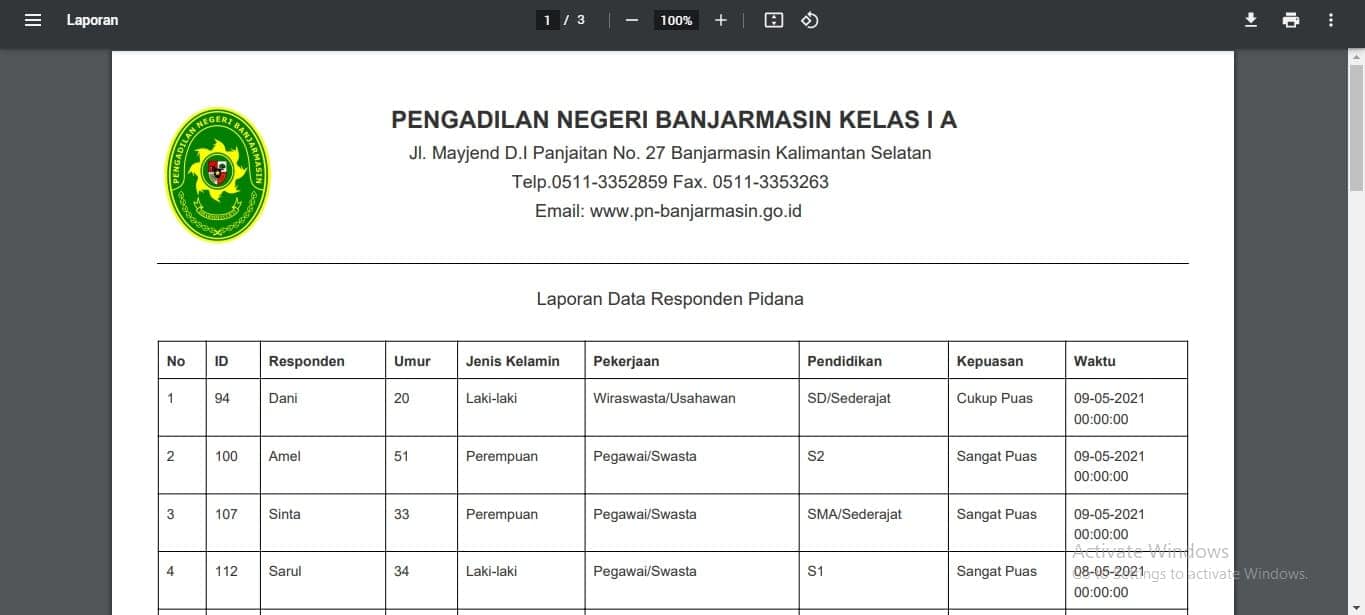 Laporan
1 / 3
100%
PENGADILAN NEGERI BANJARMASIN
PENGADILAN NEGERI BANJARMASIN KELAS I A
Jl. Mayjend D.I Panjaitan No. 27 Banjarmasin Kalimantan Selatan
Telp.0511-3352859 Fax. 0511-3353263
Email: www.pn-banjarmasin.go.id
Laporan Data Responden Pidana
No ID Responden Umur Jenis Kelamin Pekerjaan Pendidikan Kepuasan Waktu
1 94 Dani 20 Laki-laki Wiraswasta/Usahawan SD/Sederajat Cukup Puas 09-05-2021
00:00:00
2 100 Amel 51 Perempuan Pegawai/Swasta S2 Sangat Puas 09-05-2021
00:00:00
3 107 Sinta 33 Perempuan Pegawai/Swasta SMA/Sederajat Sangat Puas 09-05-2021
00:00:00
Activate Windows
4 112 Sarul 34 Laki-laki Pegawai/Swasta S1 Sangat Puas 08-05-2021
Go to Settings to activate Windows.
00:00:00